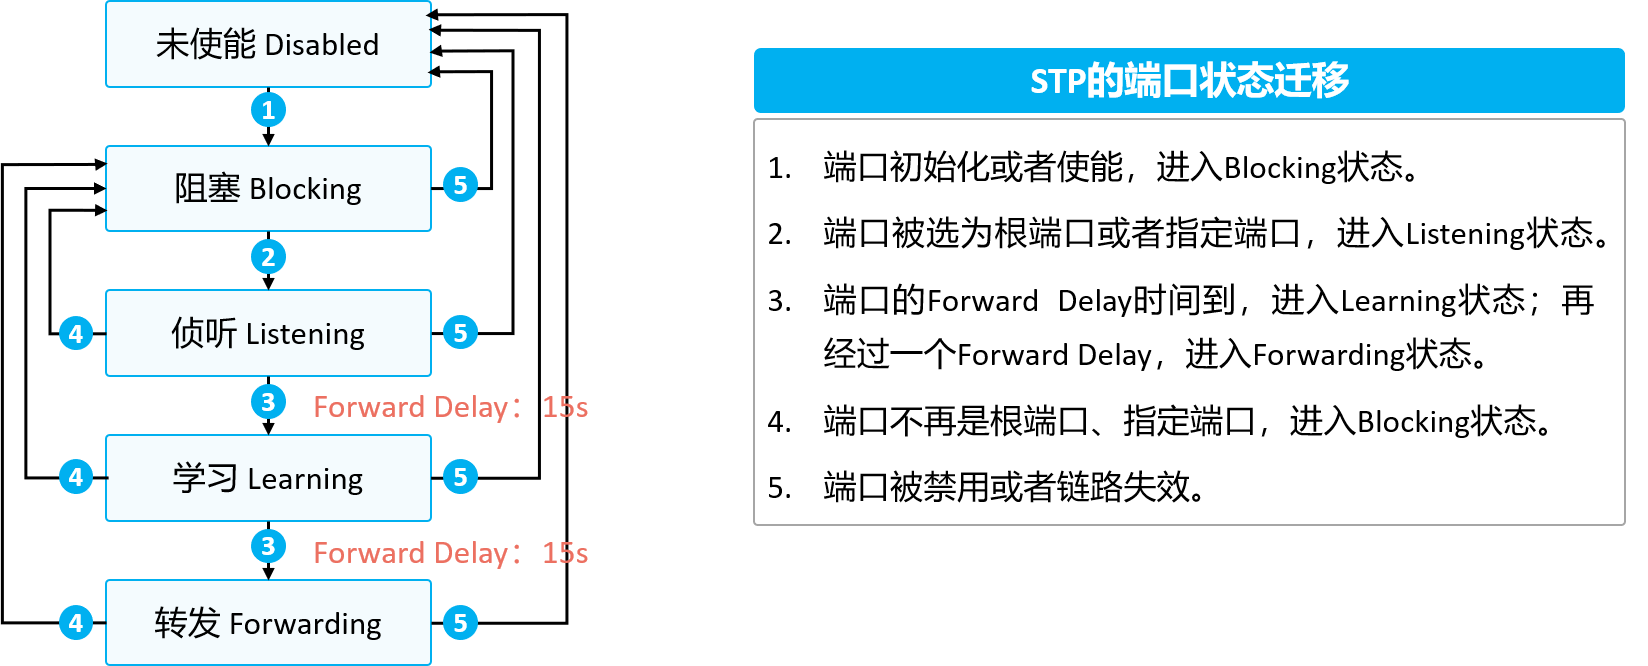 未使能 Disabled
1
阻塞 Blocking
5
2
侦听 Listening
4
5
3
Forward Delay：15s
学习 Learning
4
5
3
Forward Delay：15s
转发 Forwarding
4
5
STP的端口状态迁移
1. 端口初始化或者使能，进入Blocking状态。
2. 端口被选为根端口或者指定端口，进入Listening状态。
3. 端口的Forward Delay时间到，进入Learning状态；再
经过一个Forward Delay，进入Forwarding状态。
4. 端口不再是根端口、指定端口，进入Blocking状态。
5. 端口被禁用或者链路失效。